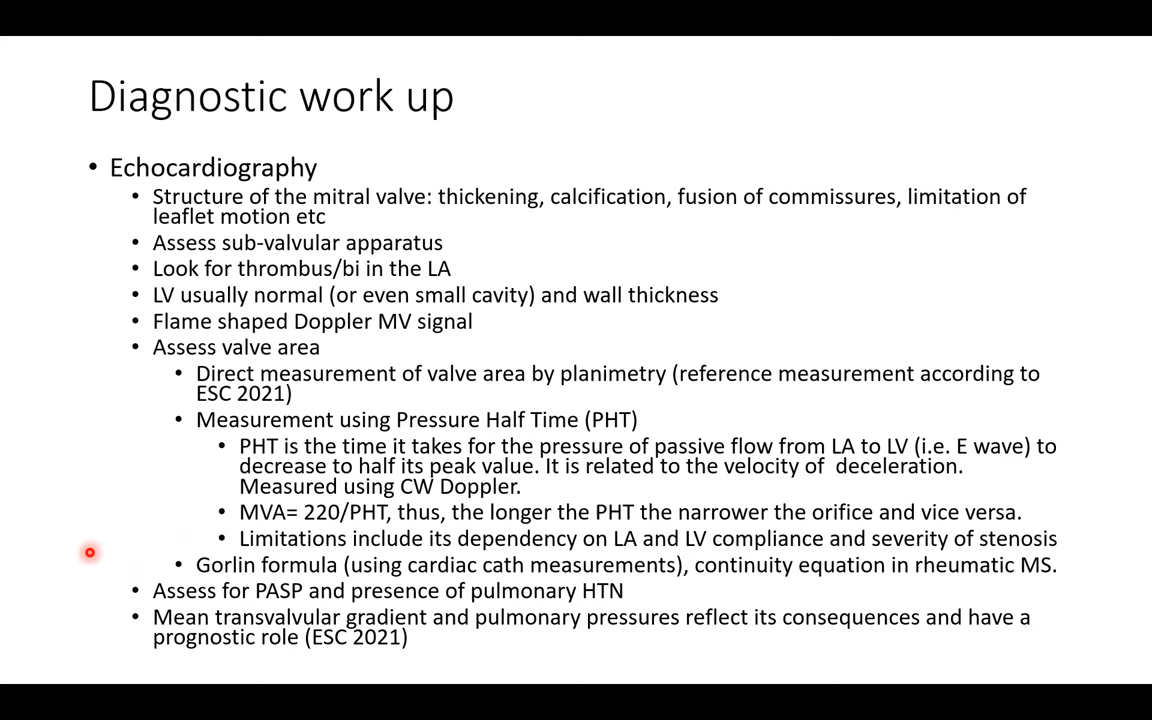 Diagnostic work up
• Echocardiography
• Structure of the mitral valve: thickening, calcification, fusion of commissures, limitation of
leaflet motion etc
• Assess sub-valvular apparatus
• Look for thrombus/bi in the LA
• LV usually normal (or even small cavity) and wall thickness
• Flame shaped Doppler MV signal
• Assess valve area
• Direct measurement of valve area by planimetry (reference measurement according to
ESC 2021)
• Measurement using Pressure Half Time (PHT)
• PHT is the time it takes for the pressure of passive flow from LA to LV (i.e. E wave) to
decrease to half its peak value. It is related to the velocity of deceleration.
Measured using CW Doppler.
• MVA= 220/PHT, thus, the longer the PHT the narrower the orifice and vice versa.
• Limitations include its dependency on LA and LV compliance and severity of stenosis
• Gorlin formula (using cardiac cath measurements), continuity equation in rheumatic MS.
• Assess for PASP and presence of pulmonary HTN
• Mean transvalvular gradient and pulmonary pressures reflect its consequences and have a
prognostic role (ESC 2021)